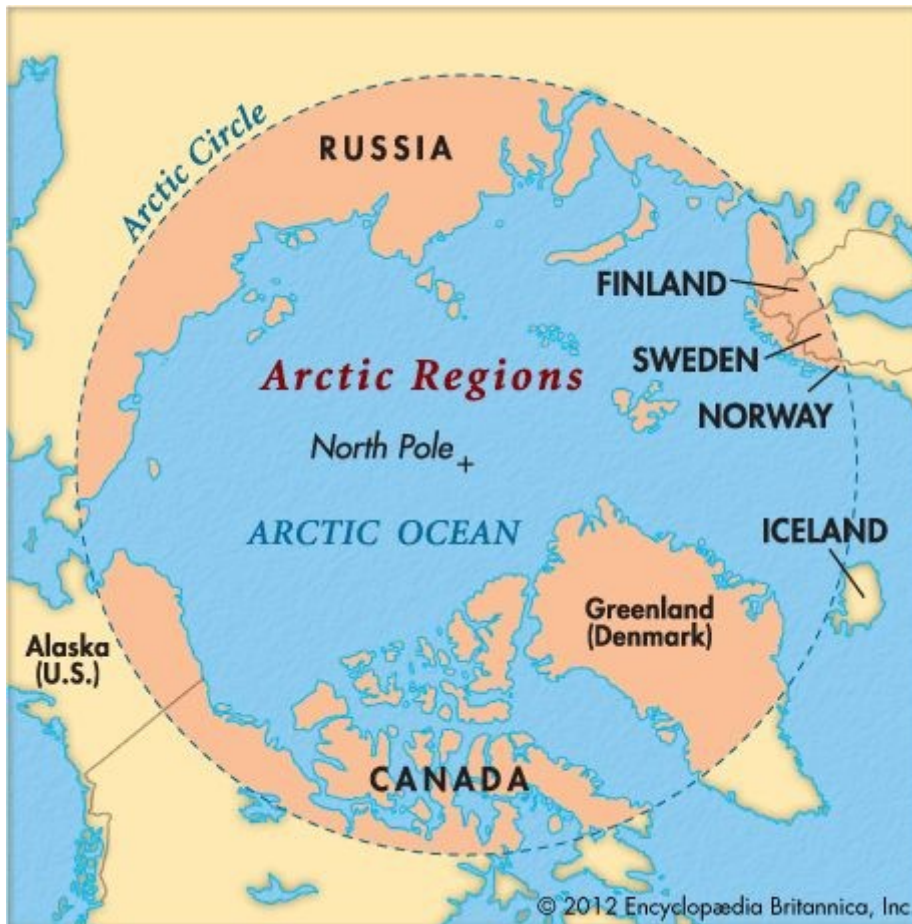 Arctic Circle
RUSSIA
FINLAND
SWEDEN
NORWAY
Arctic Regions
North Pole
ARCTIC OCEAN
ICELAND
Greenland
(Denmark)
Alaska
(U.S.)
CANADA
© 2012 Encyclopædia Britannica, Inc